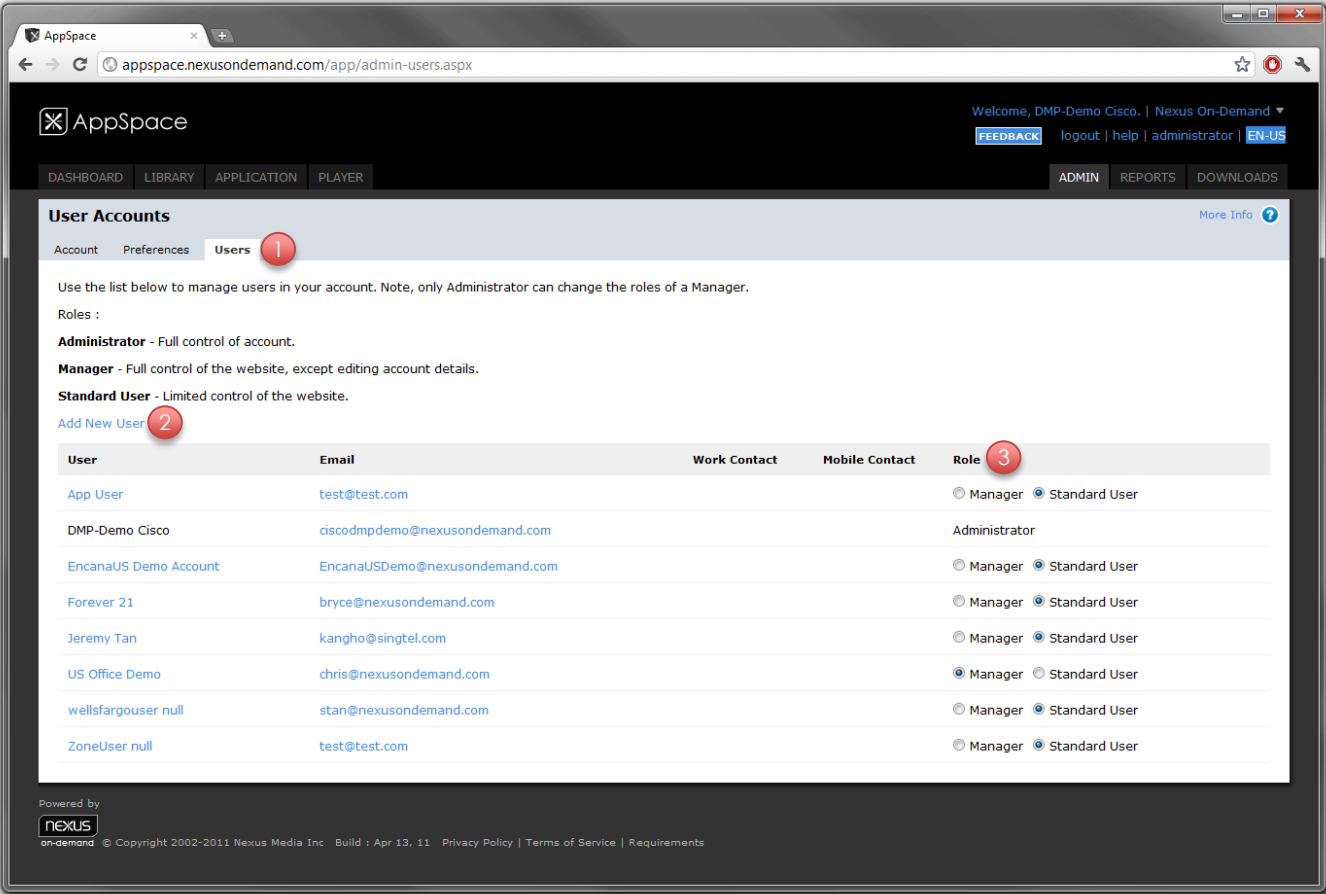 AppSpace
appspace.nexusondemand.com/app/admin-users.aspx
AppSpace
Welcome, DMP-Demo Cisco. | Nexus On-Demand
FEEDBACK logout | help | administrator | EN-US
DASHBOARD LIBRARY APPLICATION PLAYER ADMIN REPORTS DOWNLOADS
User Accounts More Info ?
Account Preferences Users 1
Use the list below to manage users in your account. Note, only Administrator can change the roles of a Manager.
Roles :
Administrator - Full control of account.
Manager - Full control of the website, except editing account details.
Standard User - Limited control of the website.
Add New User 2
User Email Work Contact Mobile Contact Role 3
App User test@test.com Manager Standard User
DMP-Demo Cisco ciscodmpdemo@nexusondemand.com Administrator
EncanaUS Demo Account EncanaUSDemo@nexusondemand.com Manager Standard User
Forever 21 bryce@nexusondemand.com Manager Standard User
Jeremy Tan kangho@singtel.com Manager Standard User
US Office Demo chris@nexusondemand.com Manager Standard User
wellsfargouser null stan@nexusondemand.com Manager Standard User
ZoneUser null test@test.com Manager Standard User
Powered by
nexus
on-demand © Copyright 2002-2011 Nexus Media Inc Build : Apr 13, 11 Privacy Policy | Terms of Service | Requirements